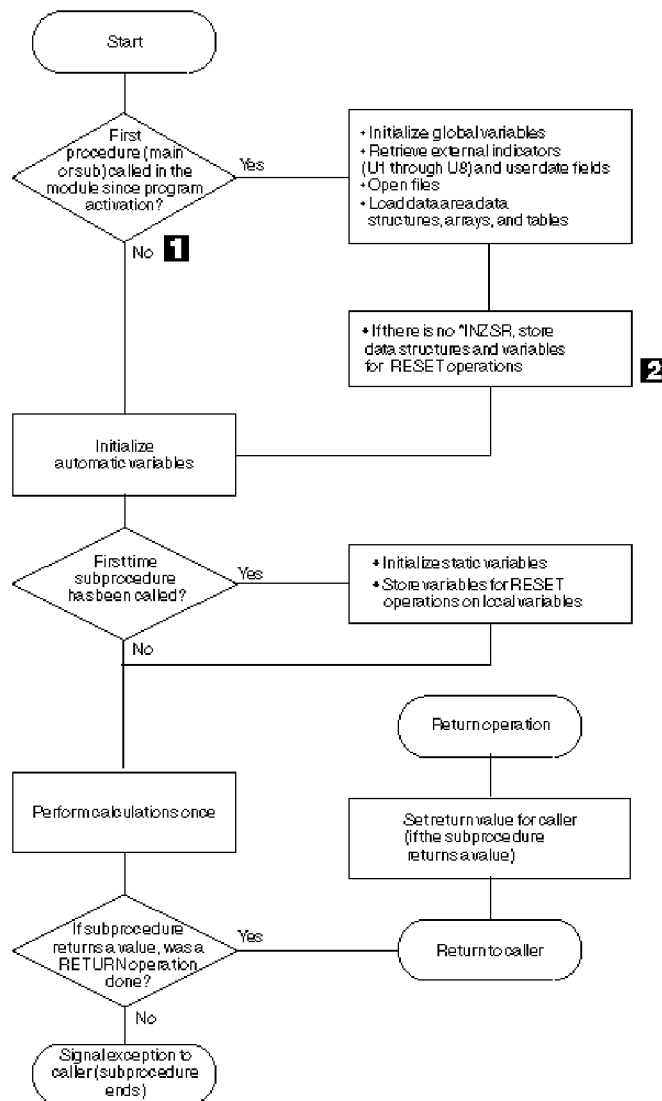 Start
First
procedure (main
or sub) called in the
module since program
activation?
Yes
• Initialize global variables
• Retrieve external indicators
(U1 through U8) and user date fields
• Open files
• Load data area data
structures, arrays, and tables
No
1
• If there is no *INZSR, store
data structures and variables
for RESET operations
2
Initialize
automatic variables
First time
subprocedure
has been called?
Yes
• Initialize static variables
• Store variables for RESET
operations on local variables
No
Return operation
Perform calculations once
Set return value for caller
(if the subprocedure
returns a value)
If subprocedure
returns a value, was a
RETURN operation
done?
Yes
Return to caller
No
Signal exception to
caller (subprocedure
ends)